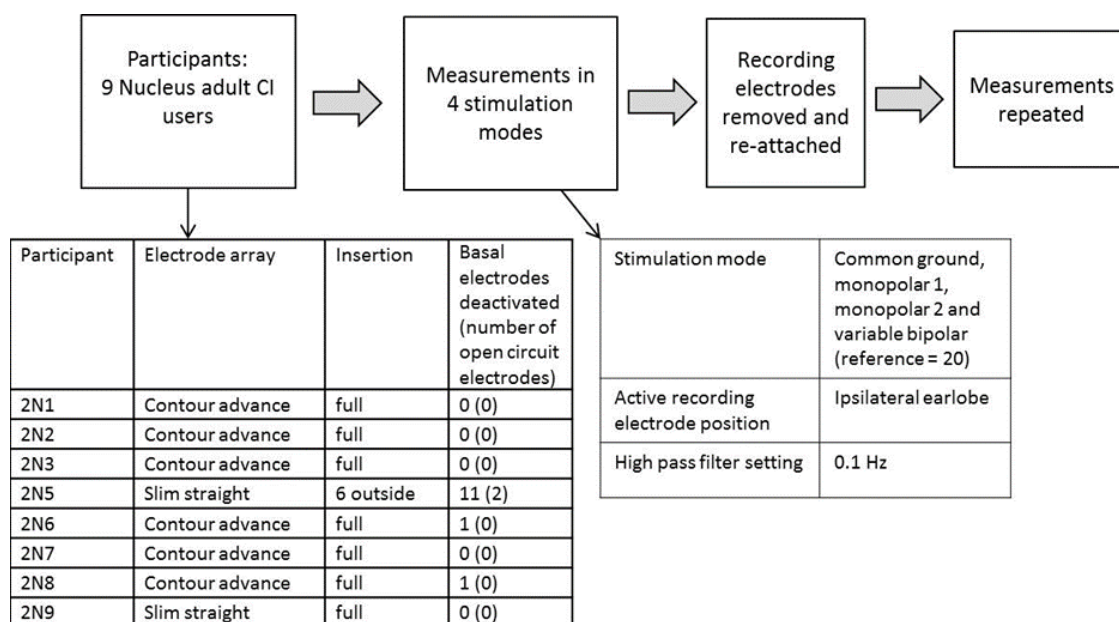 Participants:
9 Nucleus adult CI
users
Measurements in
4 stimulation
modes
Recording
electrodes
removed and
re-attached
Measurements
repeated
Participant Electrode array Insertion Basal
electrodes
deactivated
(number of
open circuit
electrodes)
2N1 Contour advance full 0 (0)
2N2 Contour advance full 0 (0)
2N3 Contour advance full 0 (0)
2N5 Slim straight 6 outside 11 (2)
2N6 Contour advance full 1 (0)
2N7 Contour advance full 0 (0)
2N8 Contour advance full 1 (0)
2N9 Slim straight full 0 (0)
Stimulation mode Common ground,
monopolar 1,
monopolar 2 and
variable bipolar
(reference = 20)
Active recording Ipsilateral earlobe
electrode position
High pass filter setting 0.1 Hz